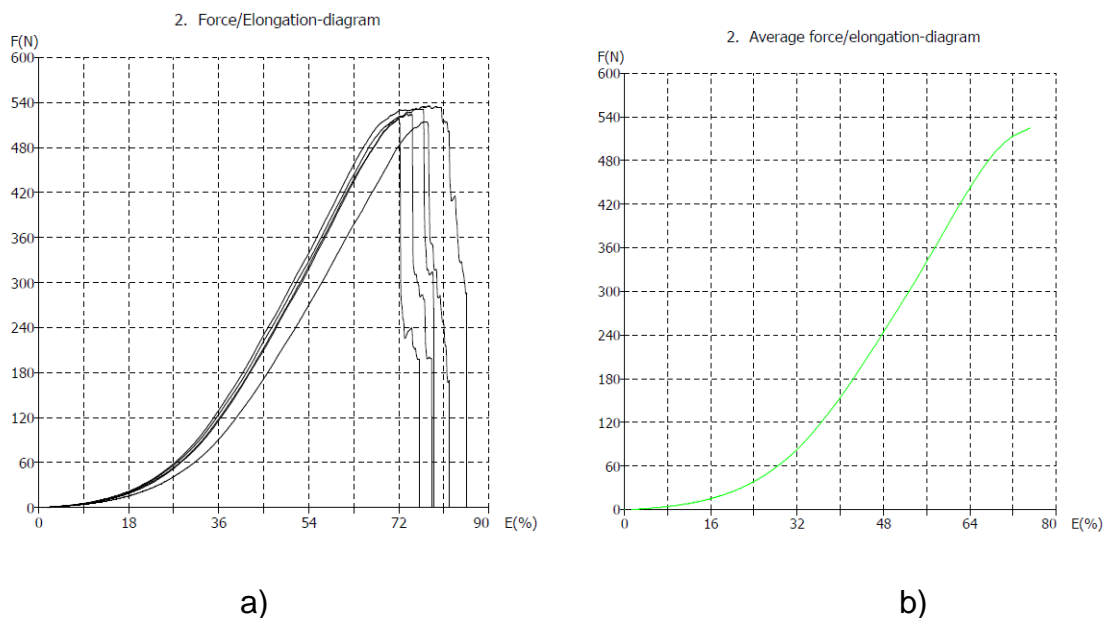 2. Force/Elongation-diagram
F(N)
600
540
480
420
360
300
240
180
120
60
0
0 18 36 54 72 90 E(%)
a)
2. Average force/elongation-diagram
F(N)
600
540
480
420
360
300
240
180
120
60
0
0 16 32 48 64 80 E(%)
b)